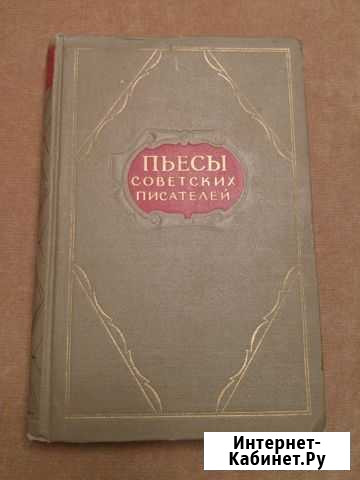 ПЬЕСЫ
СОВЕТСКИХ
ПИСАТЕЛЕЙ
Интернет-
Кабинет.Ру